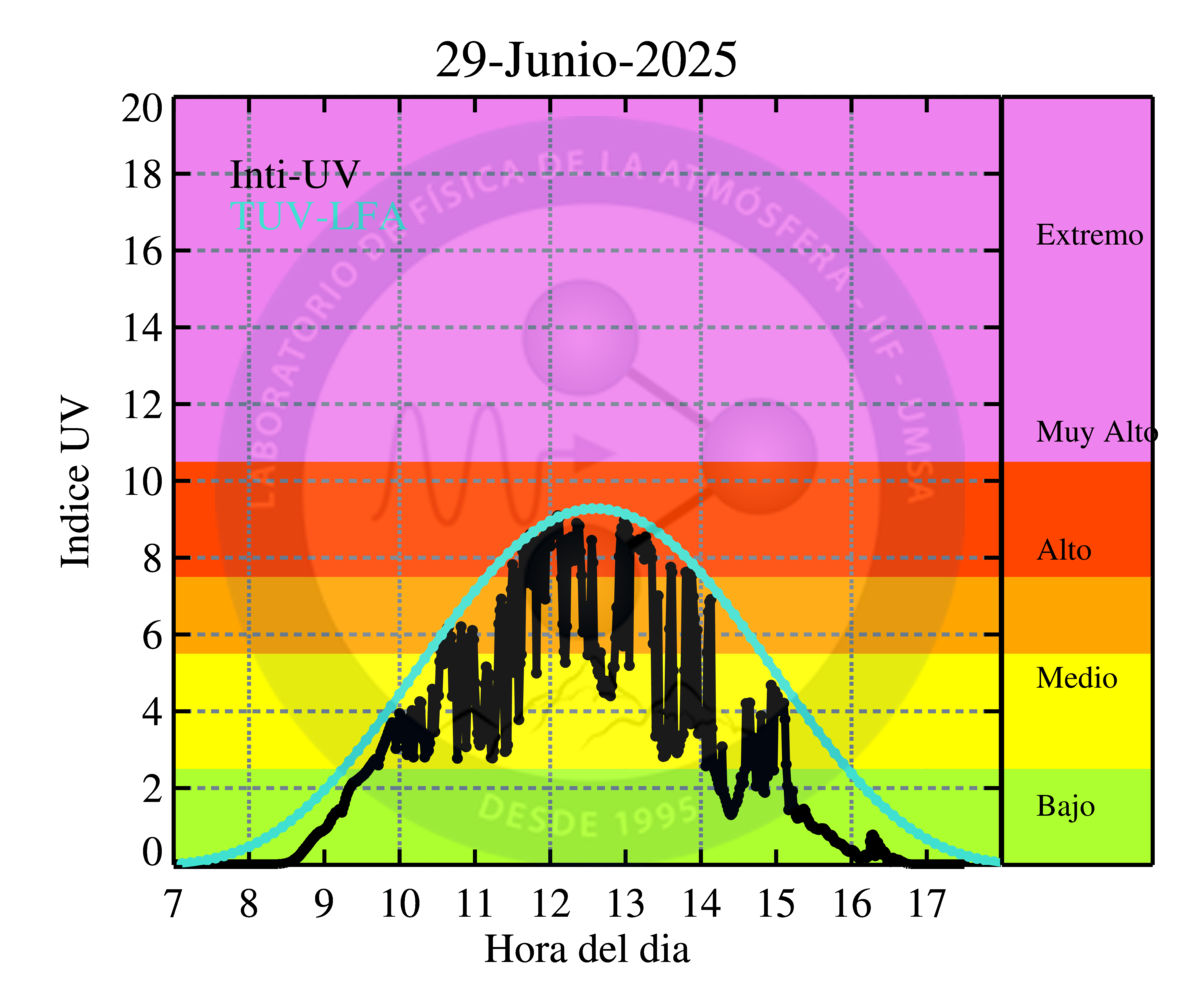 29-Junio-2025
Inti-UV
TUV-LFA
LABORATORIO DE FÍSICA DE LA ATMÓSFERA - IIF - UMSA
DESDE 1995
Indice UV
20
18
16
14
12
10
8
6
4
2
0
Extremo
Muy Alto
Alto
Medio
Bajo
7 8 9 10 11 12 13 14 15 16 17
Hora del dia